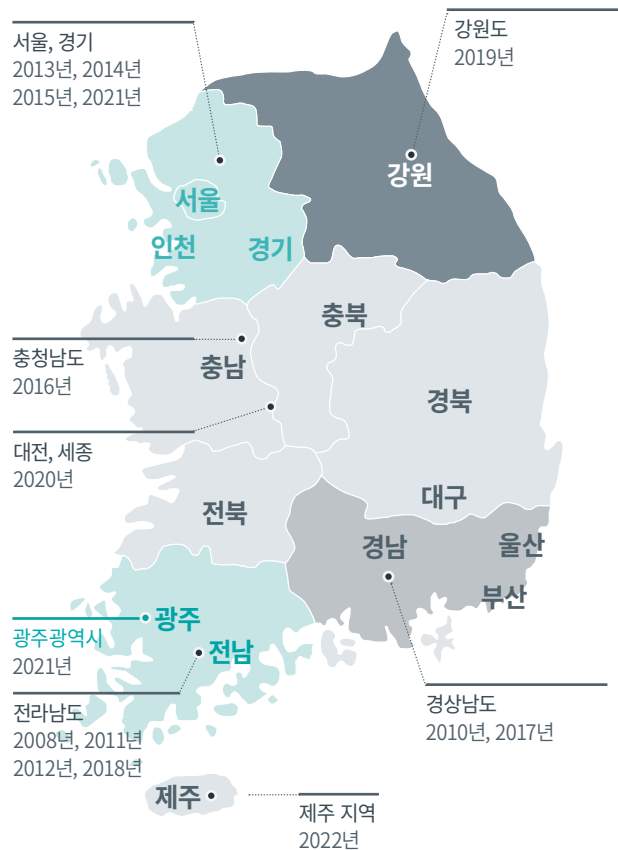 서울, 경기
2013년, 2014년
2015년, 2021년
강원도
2019년
강원
서울
인천
경기
충북
충청남도
2016년
충남
경북
대전, 세종
2020년
대구
전북
경남
울산
부산
광주광역시
2021년
광주
전남
전라남도
2008년, 2011년
2012년, 2018년
경상남도
2010년, 2017년
제주
제주 지역
2022년